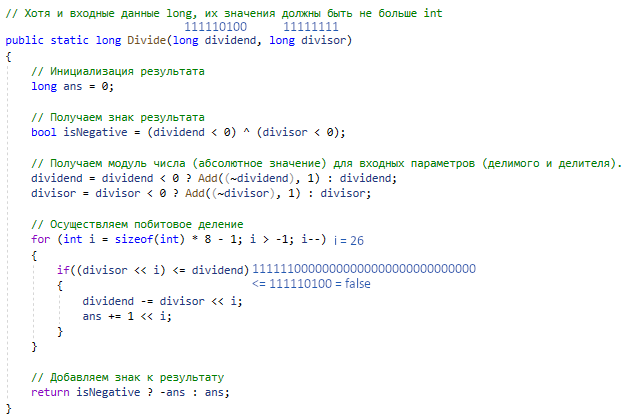 // Хотя и входные данные long, их значения должны быть не больше int
111110100 11111111
public static long Divide(long dividend, long divisor)
{
// Инициализация результата
long ans = 0;
// Получаем знак результата
bool isNegative = (dividend < 0) ^ (divisor < 0);
// Получаем модуль числа (абсолютное значение) для входных параметров (делимого и делителя).
dividend = dividend < 0 ? Add((~dividend), 1) : dividend;
divisor = divisor < 0 ? Add((~divisor), 1) : divisor;
// Осуществляем побитовое деление
for (int i = sizeof(int) * 8 - 1; i > -1; i--) i = 26
{
if((divisor << i) <= dividend) 1111110000000000000000000000000000
{ <= 111110100 = false
dividend -= divisor << i;
ans += 1 << i;
}
}
// Добавляем знак к результату
return isNegative ? -ans : ans;
}